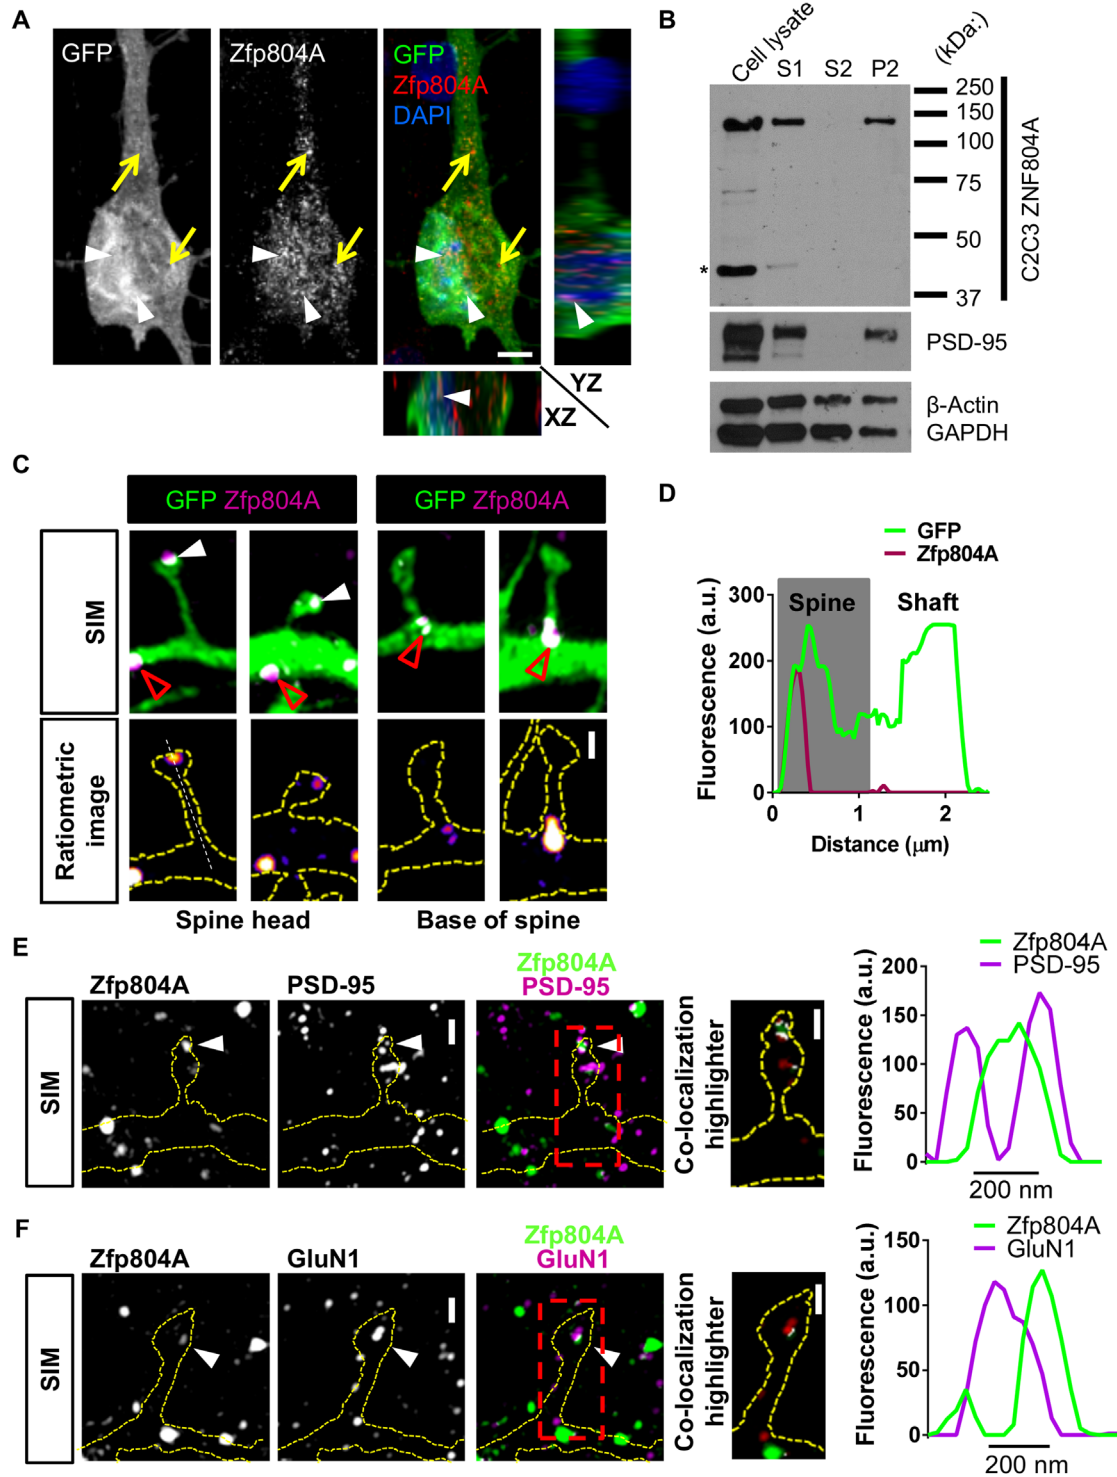 A
GFP
Zfp804A
GFP
Zfp804A
DAPI
YZ
XZ
B
Cell lysate
S1
S2
P2
(kDa:)
250
150
100
75
50
*
37
C2C3 ZNF804A
PSD-95
β-Actin
GAPDH
C
GFP Zfp804A
GFP Zfp804A
SIM
Ratiometric
image
Spine head
Base of spine
D
GFP
Zfp804A
Fluorescence (a.u.)
300
200
100
0
Spine
Shaft
0
1
2
Distance (μm)
E
Zfp804A
PSD-95
Zfp804A
PSD-95
SIM
Co-localization
highlighter
Zfp804A
PSD-95
Fluorescence (a.u.)
200
150
100
50
0
200 nm
F
Zfp804A
GluN1
Zfp804A
GluN1
SIM
Co-localization
highlighter
Zfp804A
GluN1
Fluorescence (a.u.)
150
100
50
0
200 nm